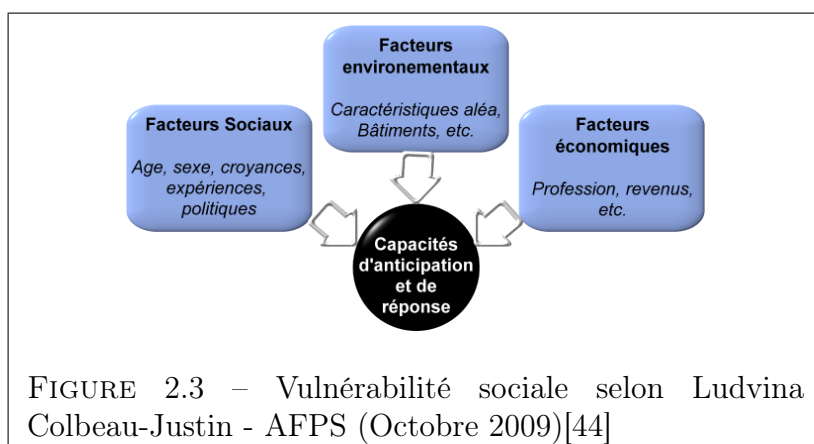 Facteurs
environementaux
Caractéristiques aléa,
Bâtiments, etc.
Facteurs Sociaux
Age, sexe, croyances,
expériences,
politiques
Facteurs
économiques
Profession, revenus,
etc.
Capacités
d'anticipation
et de
réponse
FIGURE 2.3 – Vulnérabilité sociale selon Ludvina
Colbeau-Justin - AFPS (Octobre 2009)[44]